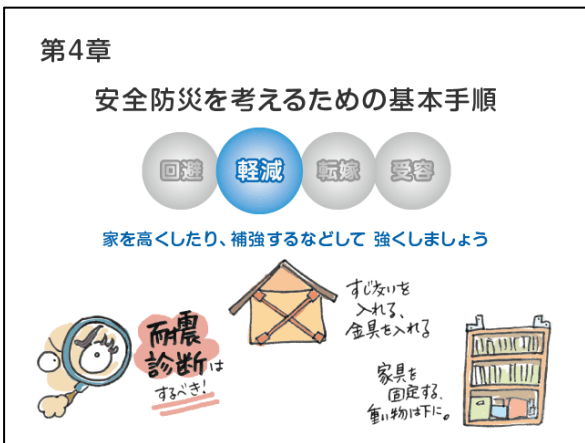 第4章
安全防災を考えるための基本手順
回避 軽減 転嫁 受容
家を高くしたり、補強するなどして 強くしましょう
すじ交いを
入れる、
金具を入れる
耐震
診断は
するべき!
家具を
固定する。
重い物は下に。